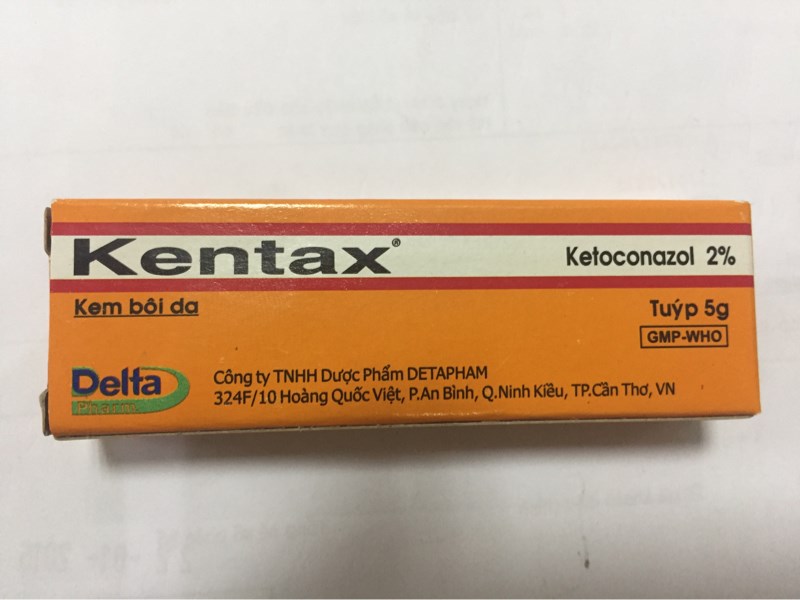 Kentax®
Ketoconazol 2%
Kem bôi da
Tuýp 5g
GMP-WHO
Delta
Pharm
Công ty TNHH Dược Phẩm DETAPHAM
324F/10 Hoàng Quốc Việt, P.An Bình, Q.Ninh Kiều, TP.Cần Thơ, VN